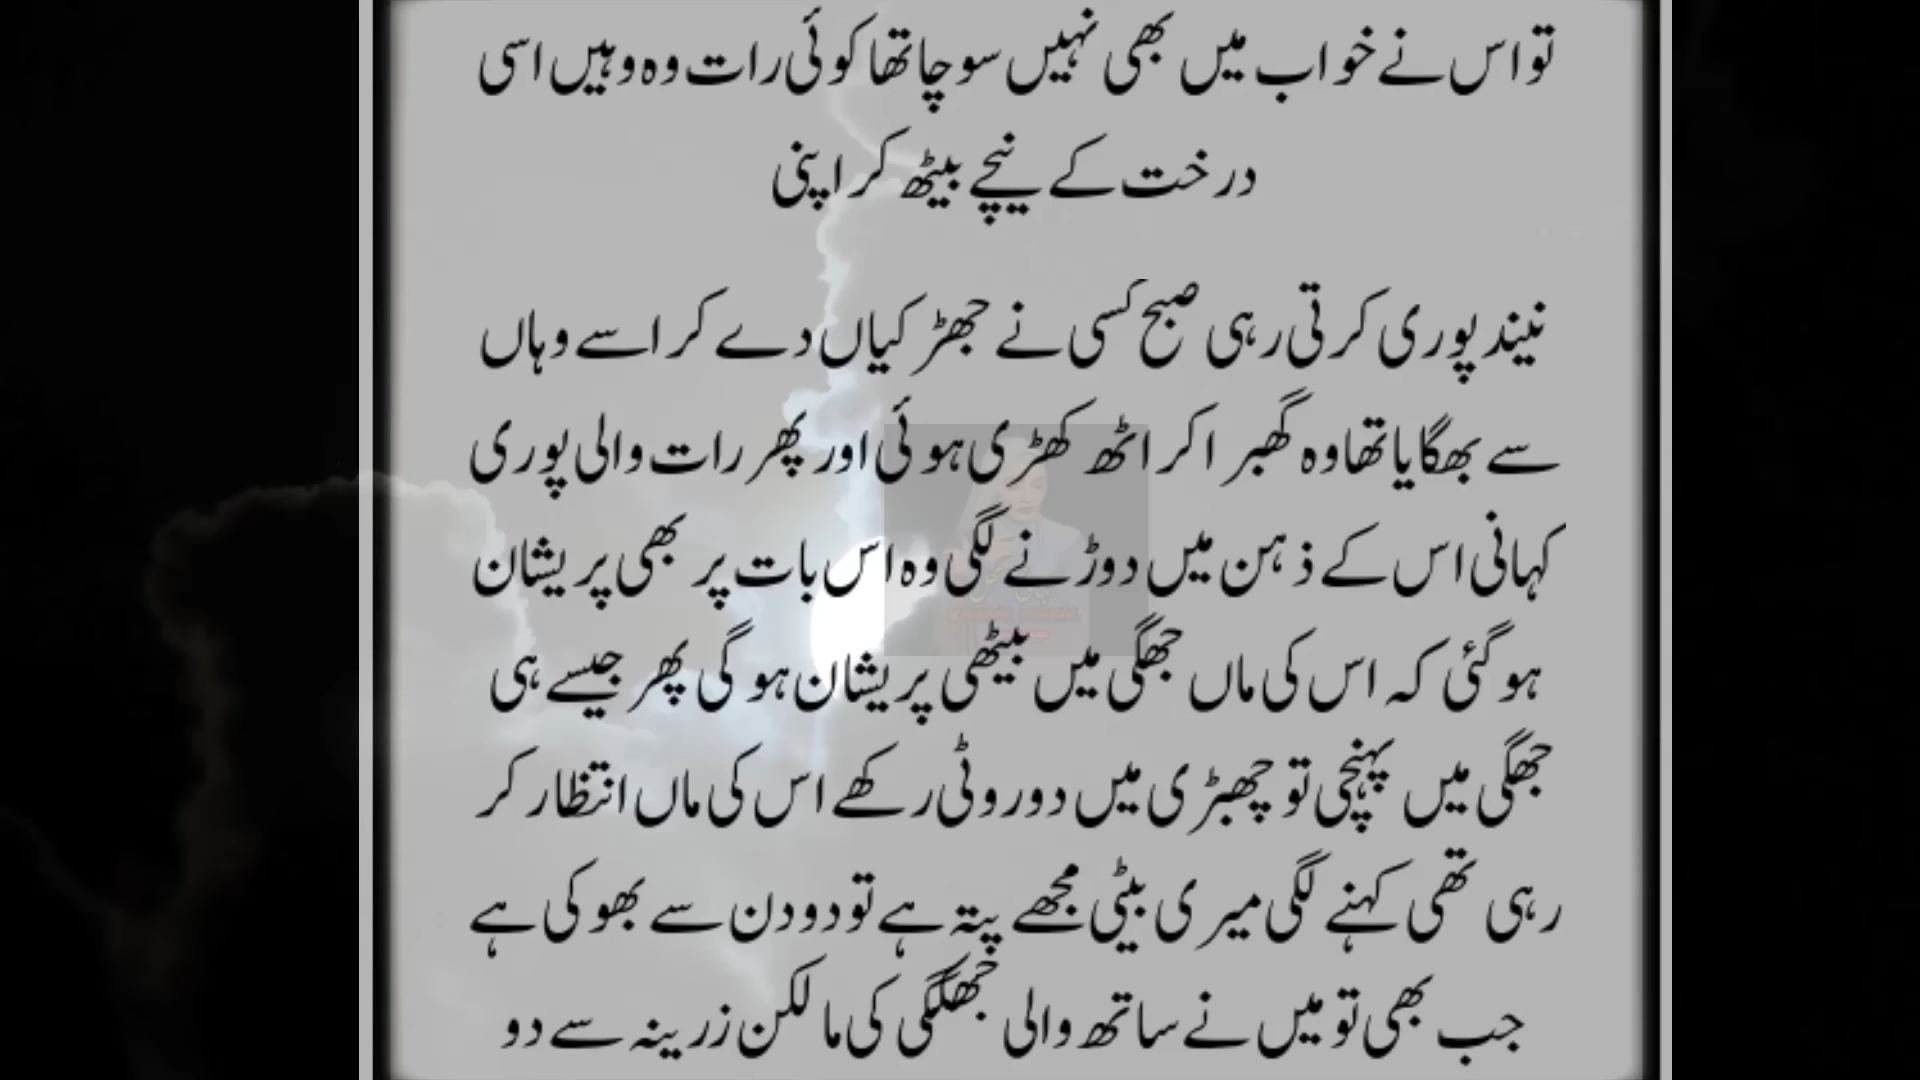 تو اس نے خواب میں بھی نہیں سوچا تھا کوئی رات وہ وہیں اسی
درخت کے نیچے بیٹھ کر اپنی
نیند پوری کرتی رہی صبح کسی نے جھڑکیاں دے کر اسے وہاں
سے بھگایا تھا وہ گھبرا کر اٹھ کھڑی ہوئی اور پھر رات والی پوری
کہانی اس کے ذہن میں دوڑنے لگی وہ اس بات پر بھی پریشان
ہو گئی کہ اس کی ماں جھگی میں بیٹھی پریشان ہو گی پھر جیسے ہی
جھگی میں پہنچی تو چھبڑی میں دو روٹی رکھے اس کی ماں انتظار کر
رہی تھی کہنے لگی میری بیٹی مجھے پتہ ہے تو دو دن سے بھوکی ہے
جب بھی تو میں نے ساتھ والی جھلگی کی مالکن زرینہ سے دو